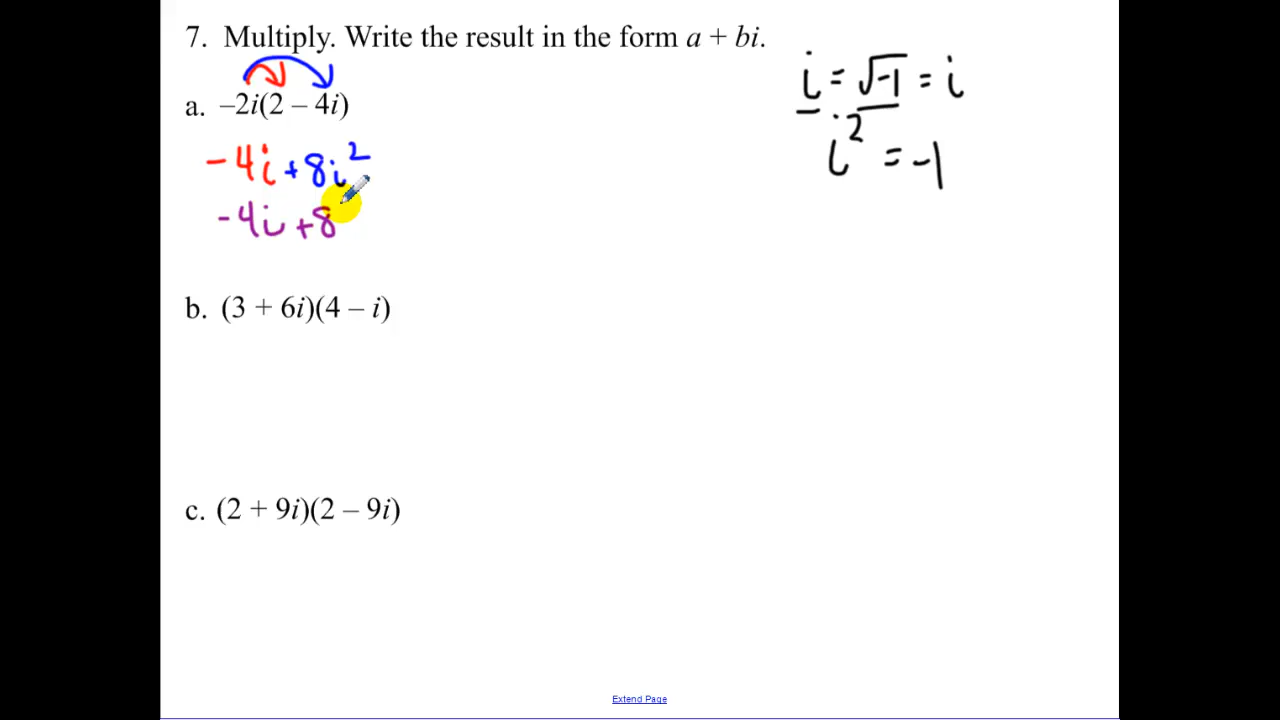 7. Multiply. Write the result in the form a + bi.
i = √-1 = i
i² = -1
a. –2i(2 – 4i)
-4i + 8i²
-4i + 8
b. (3 + 6i)(4 – i)
c. (2 + 9i)(2 – 9i)
Extend Page